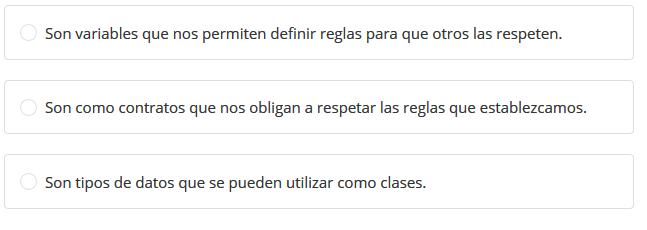 Son variables que nos permiten definir reglas para que otros las respeten.
Son como contratos que nos obligan a respetar las reglas que establezcamos.
Son tipos de datos que se pueden utilizar como clases.